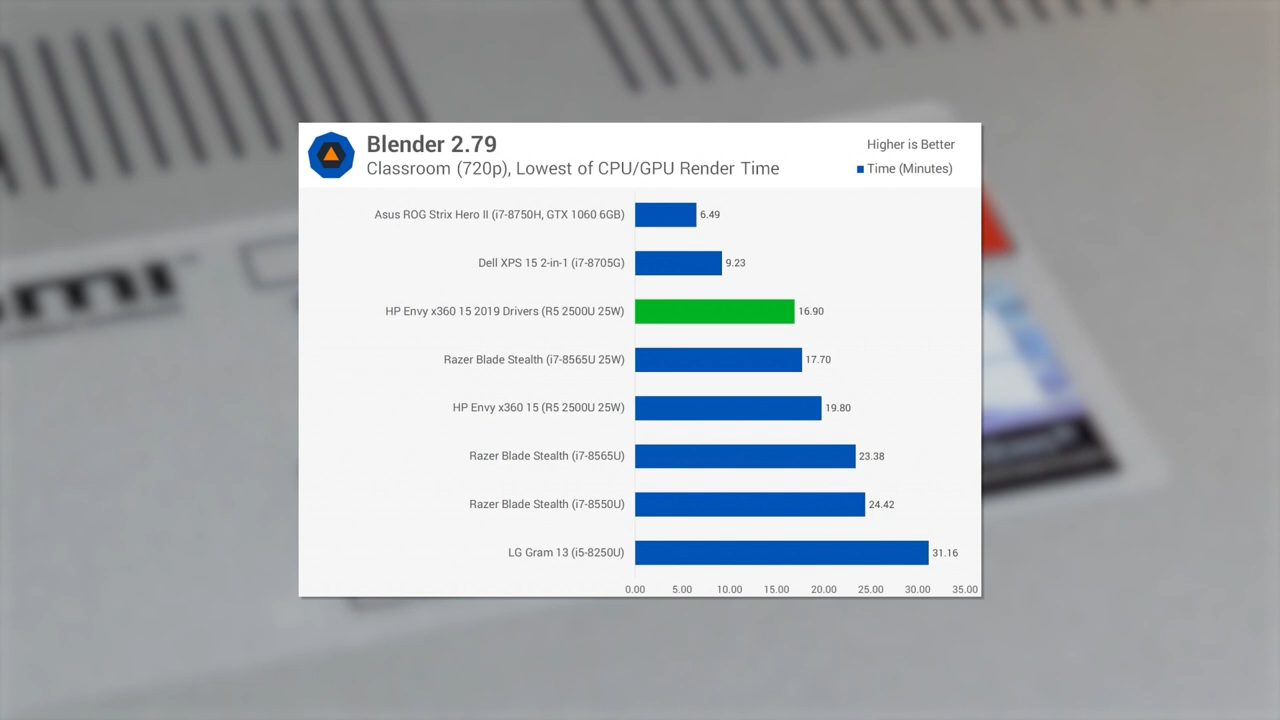 Blender 2.79
Classroom (720p), Lowest of CPU/GPU Render Time
Higher is Better
Time (Minutes)
Asus ROG Strix Hero II (i7-8750H, GTX 1060 6GB) 6.49
Dell XPS 15 2-in-1 (i7-8705G) 9.23
HP Envy x360 15 2019 Drivers (R5 2500U 25W) 16.90
Razer Blade Stealth (i7-8565U 25W) 17.70
HP Envy x360 15 (R5 2500U 25W) 19.80
Razer Blade Stealth (i7-8565U) 23.38
Razer Blade Stealth (i7-8550U) 24.42
LG Gram 13 (i5-8250U) 31.16
0.00 5.00 10.00 15.00 20.00 25.00 30.00 35.00